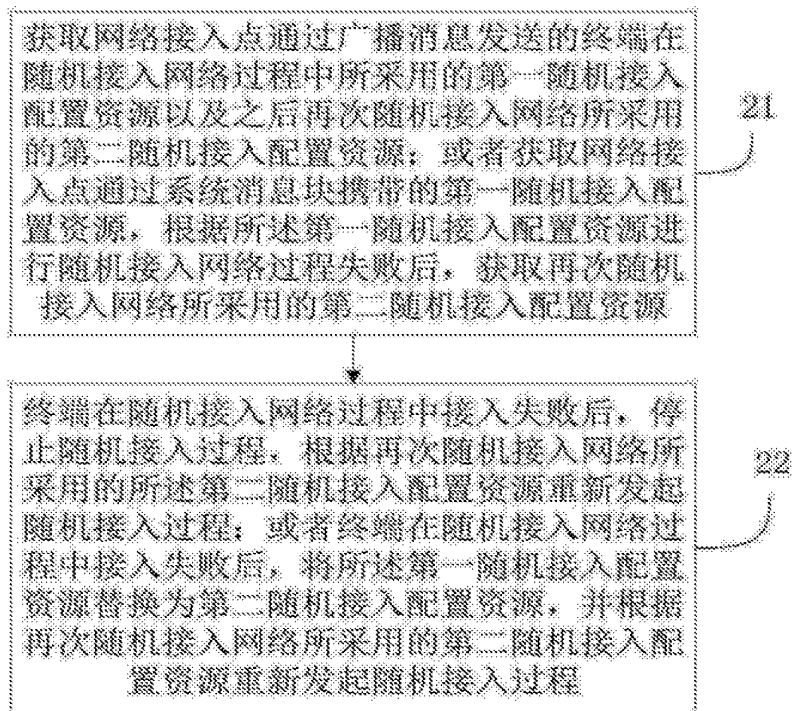 获取网络接入点通过广播消息发送的终端在
随机接入网络过程中所采用的第一随机接入
配置资源以及之后再次随机接入网络所采用
的第二随机接入配置资源；或者获取网络接
入点通过系统消息块携带的第一随机接入配
置资源，根据所述第一随机接入配置资源进
行随机接入网络过程失败后，获取再次随机
接入网络所采用的第二随机接入配置资源
21
终端在随机接入网络过程中接入失败后，停
止随机接入过程，根据再次随机接入网络所
采用的所述第二随机接入配置资源重新发起
随机接入过程；或者终端在随机接入网络过
程中接入失败后，将所述第一随机接入配置
资源替换为第二随机接入配置资源，并根据
再次随机接入网络所采用的第二随机接入配
置资源重新发起随机接入过程
22